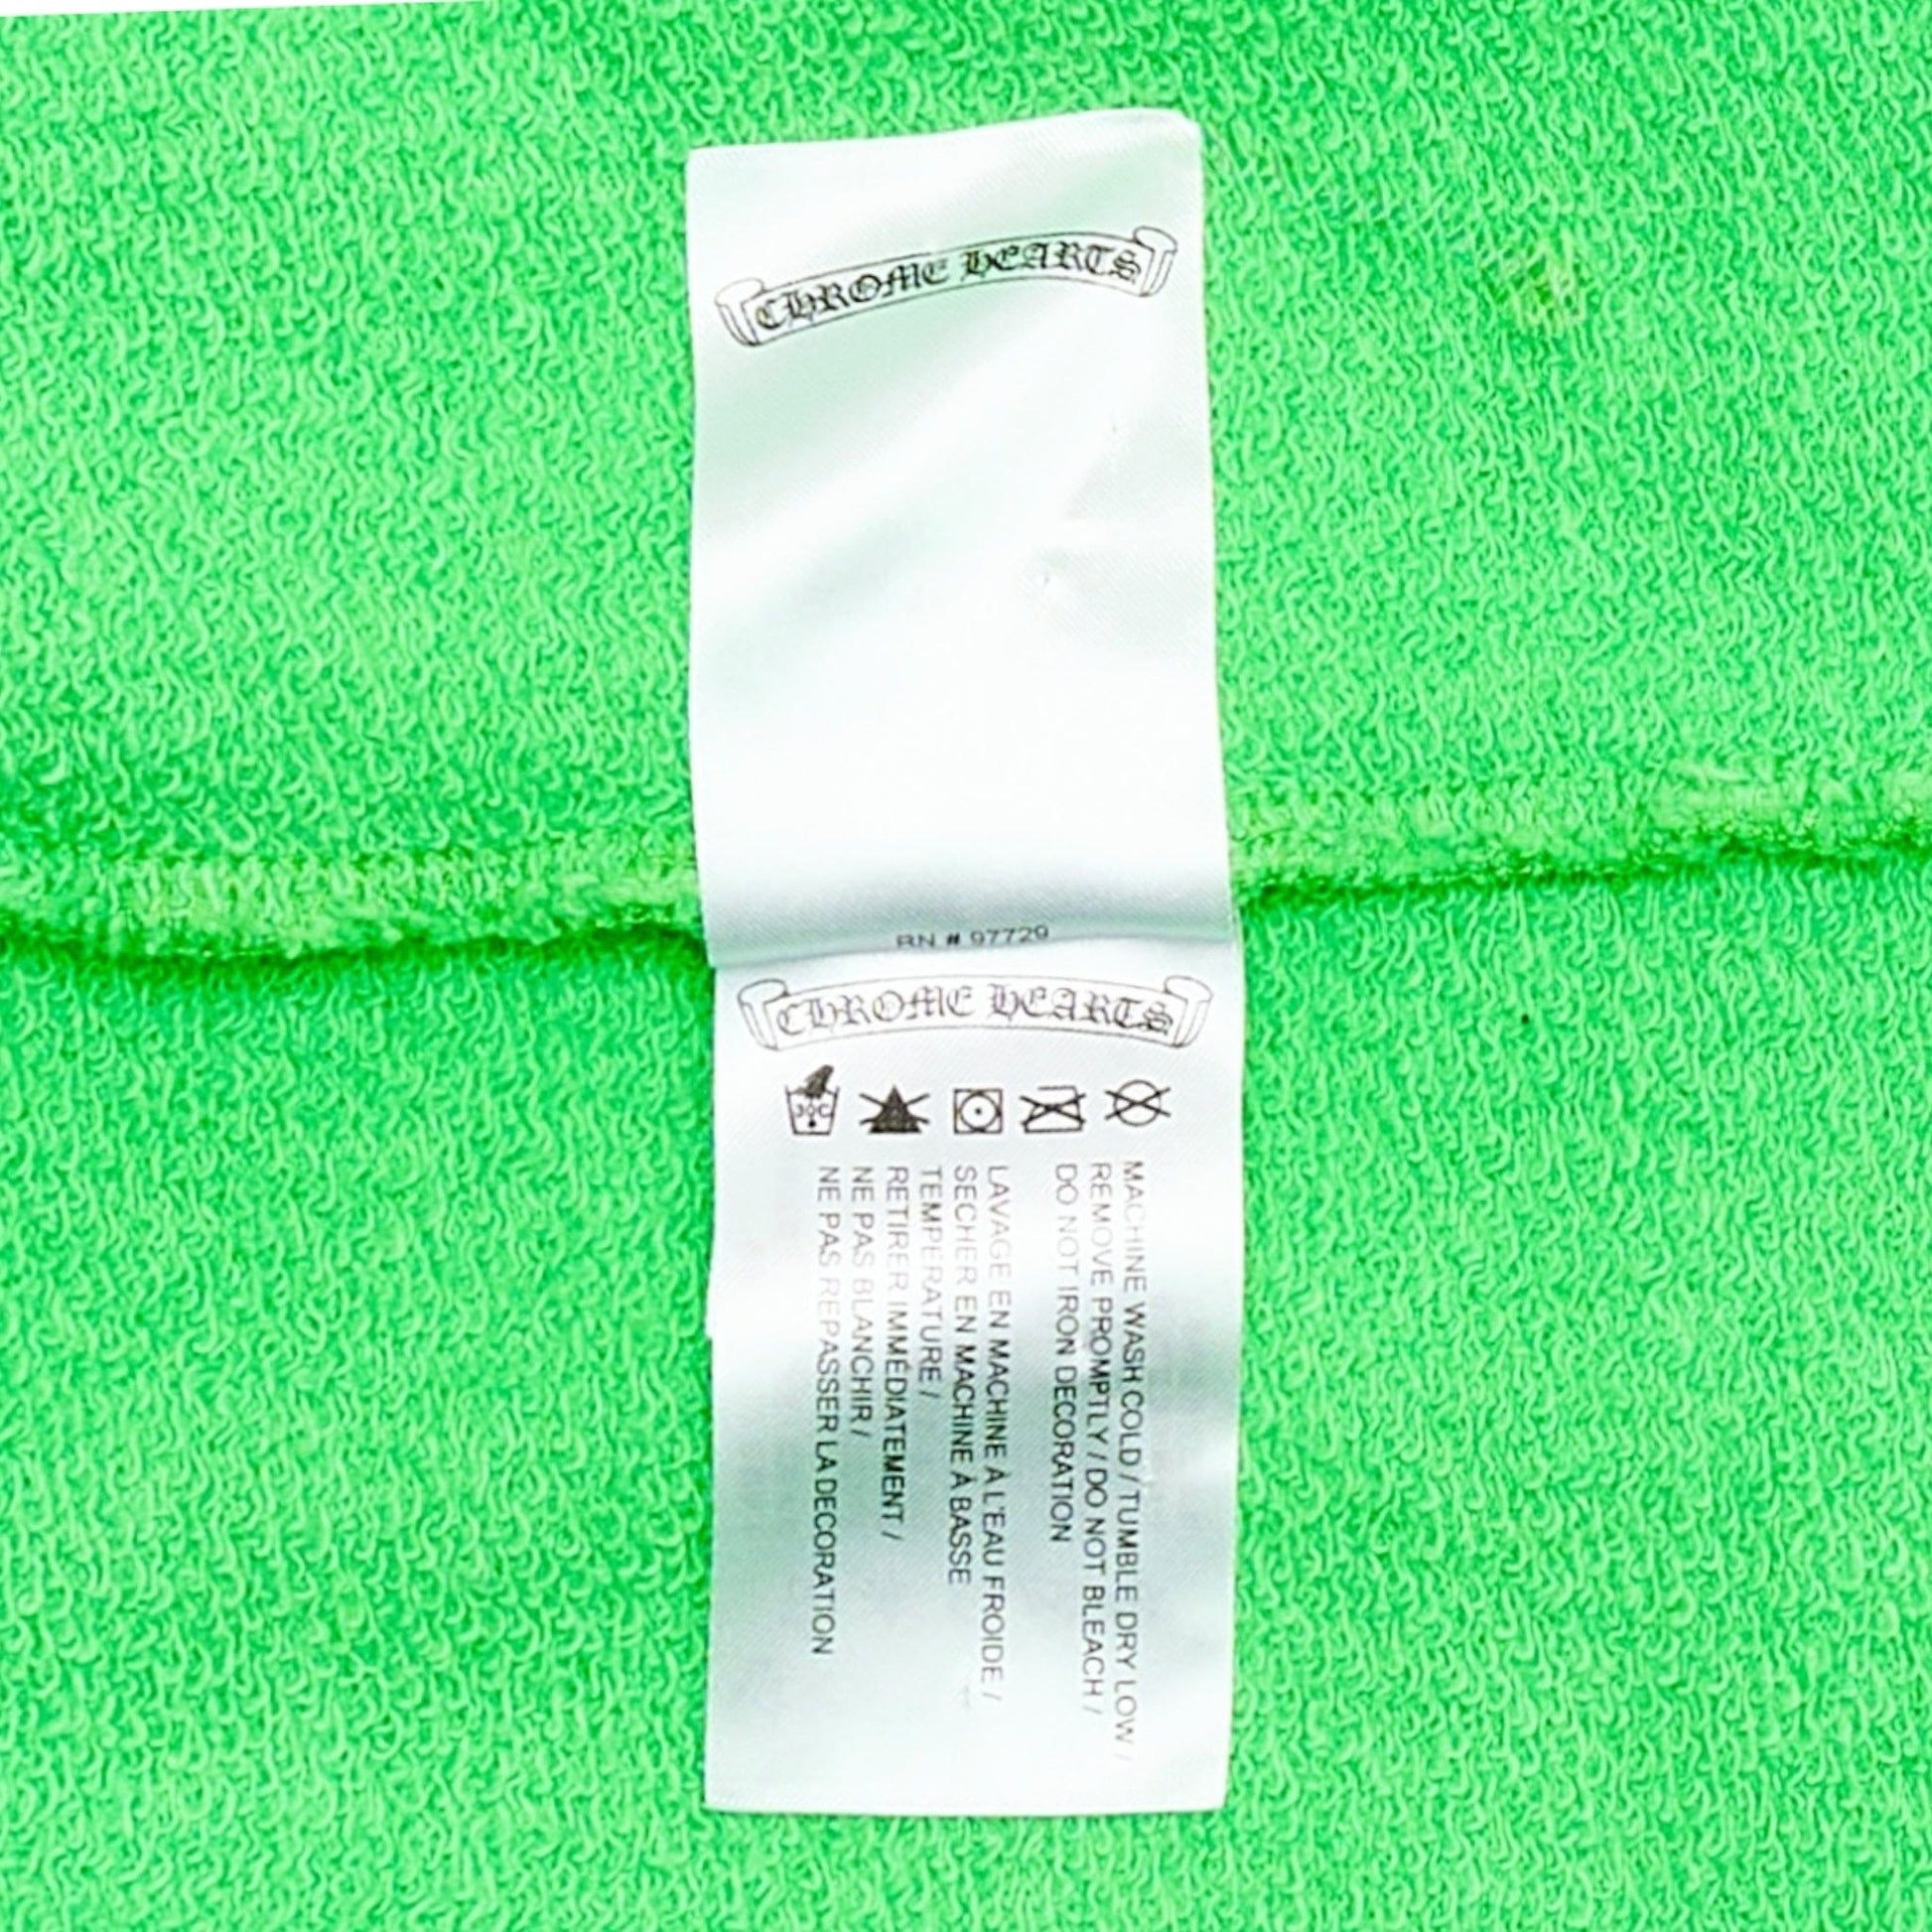 CHROME HEARTS
RN # 97729
CHROME HEARTS
30C
MACHINE WASH COLD / TUMBLE DRY LOW /
REMOVE PROMPTLY / DO NOT BLEACH /
DO NOT IRON DECORATION
LAVAGE EN MACHINE À L'EAU FROIDE /
SECHER EN MACHINE À BASSE
TEMPERATURE /
RETIRER IMMÉDIATEMENT /
NE PAS BLANCHIR /
NE PAS REPASSER LA DECORATION